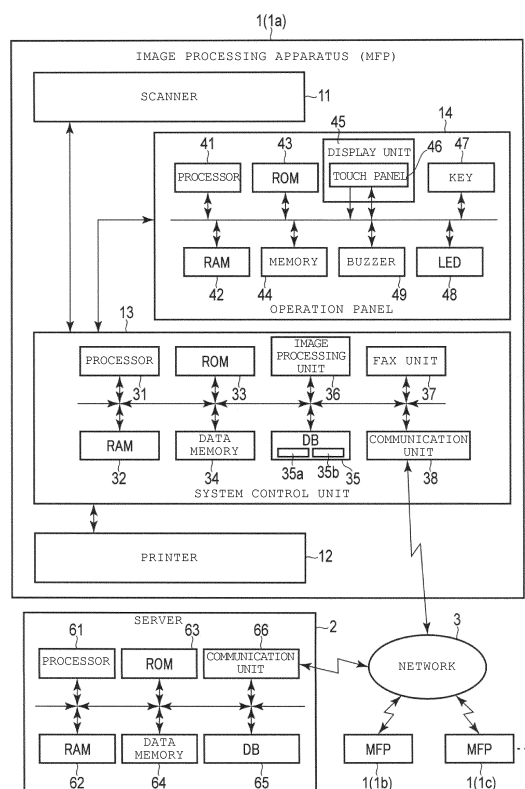 1(1a)
IMAGE PROCESSING APPARATUS (MFP)
SCANNER
11
14
45
41
43
DISPLAY UNIT
46
47
PROCESSOR
ROM
TOUCH PANEL
KEY
RAM
MEMORY
BUZZER
LED
42
44
49
48
OPERATION PANEL
13
PROCESSOR
ROM
IMAGE
PROCESSING
UNIT
FAX UNIT
31
33
36
37
RAM
DATA
MEMORY
DB
COMMUNICATION
UNIT
32
34
35a
35b
35
38
SYSTEM CONTROL UNIT
PRINTER
12
SERVER
2
61
63
66
3
PROCESSOR
ROM
COMMUNICATION
UNIT
NETWORK
RAM
DATA
MEMORY
DB
MFP
MFP
62
64
65
1(1b)
1(1c)